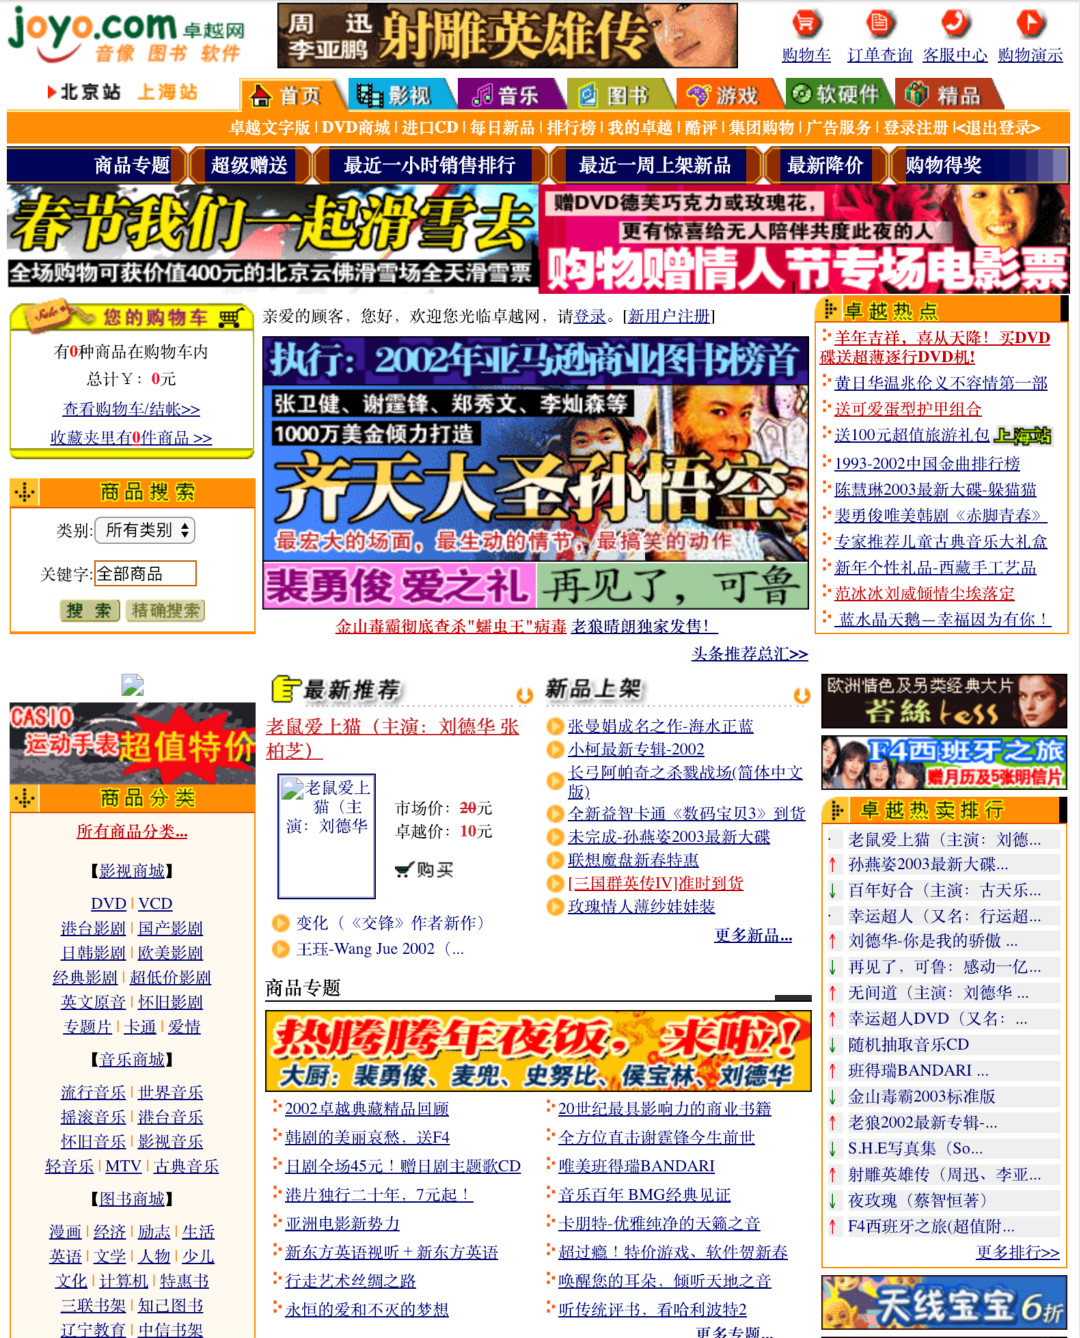 joyo.com 卓越网
音像 图书 软件
周迅 李亚鹏 射雕英雄传
购物车 订单查询 客服中心 购物演示
北京站 上海站
首页 影视 音乐 图书 游戏 软硬件 精品
卓越文字版 | DVD商城 | 进口CD | 每日新品 | 排行榜 | 我的卓越 | 酷评 | 集团购物 | 广告服务 | 登录注册 |<退出登录>
商品专题 超级赠送 最近一小时销售排行 最近一周上架新品 最新降价 购物得奖
春节我们一起滑雪去
全场购物可获价值400元的北京云佛滑雪场全天滑雪票
赠DVD德芙巧克力或玫瑰花，
更有惊喜给无人陪伴共度此夜的人
购物赠情人节专场电影票
Sale 您的购物车
有0种商品在购物车内
总计￥：0元
查看购物车/结帐>>
收藏夹里有0件商品 >>
商品搜索
类别: 所有类别
关键字: 全部商品
搜 索 精确搜索
亲爱的顾客，您好，欢迎您光临卓越网，请登录。[新用户注册]
执行：2002年亚马逊商业图书榜首
张卫健、谢霆锋、郑秀文、李灿森等
1000万美金倾力打造
齐天大圣孙悟空
最宏大的场面，最生动的情节，最搞笑的动作
裴勇俊 爱之礼 再见了，可鲁
金山毒霸彻底查杀"蠕虫王"病毒 老狼晴朗独家发售！
头条推荐总汇>>
卓越热点
羊年吉祥，喜从天降！买DVD
碟送超薄逐行DVD机!
黄日华温兆伦义不容情第一部
送可爱蛋型护甲组合
送100元超值旅游礼包 上海站
1993-2002中国金曲排行榜
陈慧琳2003最新大碟-躲猫猫
裴勇俊唯美韩剧《赤脚青春》
专家推荐儿童古典音乐大礼盒
新年个性礼品-西藏手工艺品
范冰冰刘威倾情尘埃落定
蓝水晶天鹅－幸福因为有你！
CASIO
运动手表超值特价
商品分类
所有商品分类...
【影视商城】
DVD | VCD
港台影剧 | 国产影剧
日韩影剧 | 欧美影剧
经典影剧 | 超低价影剧
英文原音 | 怀旧影剧
专题片 | 卡通 | 爱情
【音乐商城】
流行音乐 | 世界音乐
摇滚音乐 | 港台音乐
怀旧音乐 | 影视音乐
轻音乐 | MTV | 古典音乐
【图书商城】
漫画 | 经济 | 励志 | 生活
英语 | 文学 | 人物 | 少儿
文化 | 计算机 | 特惠书
三联书架 | 知己图书
辽宁教育 | 中信书架
最新推荐
老鼠爱上猫（主演：刘德华 张
柏芝）
老鼠爱上
猫（主
演：刘德华
市场价：20元
卓越价：10元
购买
变化（《交锋》作者新作）
王珏-Wang Jue 2002（...
新品上架
张曼娟成名之作-海水正蓝
小柯最新专辑-2002
长弓阿帕奇之杀戮战场(简体中文
版)
全新益智卡通《数码宝贝3》到货
未完成-孙燕姿2003最新大碟
联想魔盘新春特惠
[三国群英传IV]准时到货
玫瑰情人薄纱娃娃装
更多新品...
商品专题
热腾腾年夜饭，来啦！
大厨：裴勇俊、麦兜、史努比、侯宝林、刘德华
2002卓越典藏精品回顾
韩剧的美丽哀愁，送F4
日剧全场45元！赠日剧主题歌CD
港片独行二十年，7元起！
亚洲电影新势力
新东方英语视听＋新东方英语
行走艺术丝绸之路
永恒的爱和不灭的梦想
20世纪最具影响力的商业书籍
全方位直击谢霆锋今生前世
唯美班得瑞BANDARI
音乐百年 BMG经典见证
卡朋特-优雅纯净的天籁之音
超过瘾！特价游戏、软件贺新春
唤醒您的耳朵，倾听天地之音
听传统评书，看哈利波特2
更多专题...
欧洲情色及另类经典大片
苔丝tess
F4西班牙之旅
赠月历及5张明信片
卓越热卖排行
· 老鼠爱上猫（主演：刘德...
↑ 孙燕姿2003最新大碟...
↓ 百年好合（主演：古天乐...
· 幸运超人（又名：行运超...
↑ 刘德华-你是我的骄傲 ...
↓ 再见了，可鲁：感动一亿...
↑ 无间道（主演：刘德华 ...
↑ 幸运超人DVD（又名：...
↓ 随机抽取音乐CD
↑ 班得瑞BANDARI ...
↓ 金山毒霸2003标准版
↑ 老狼2002最新专辑-...
↓ S.H.E写真集（So...
↑ 射雕英雄传（周迅、李亚...
↓ 夜玫瑰（蔡智恒著）
↑ F4西班牙之旅(超值附...
更多排行>>
天线宝宝6折